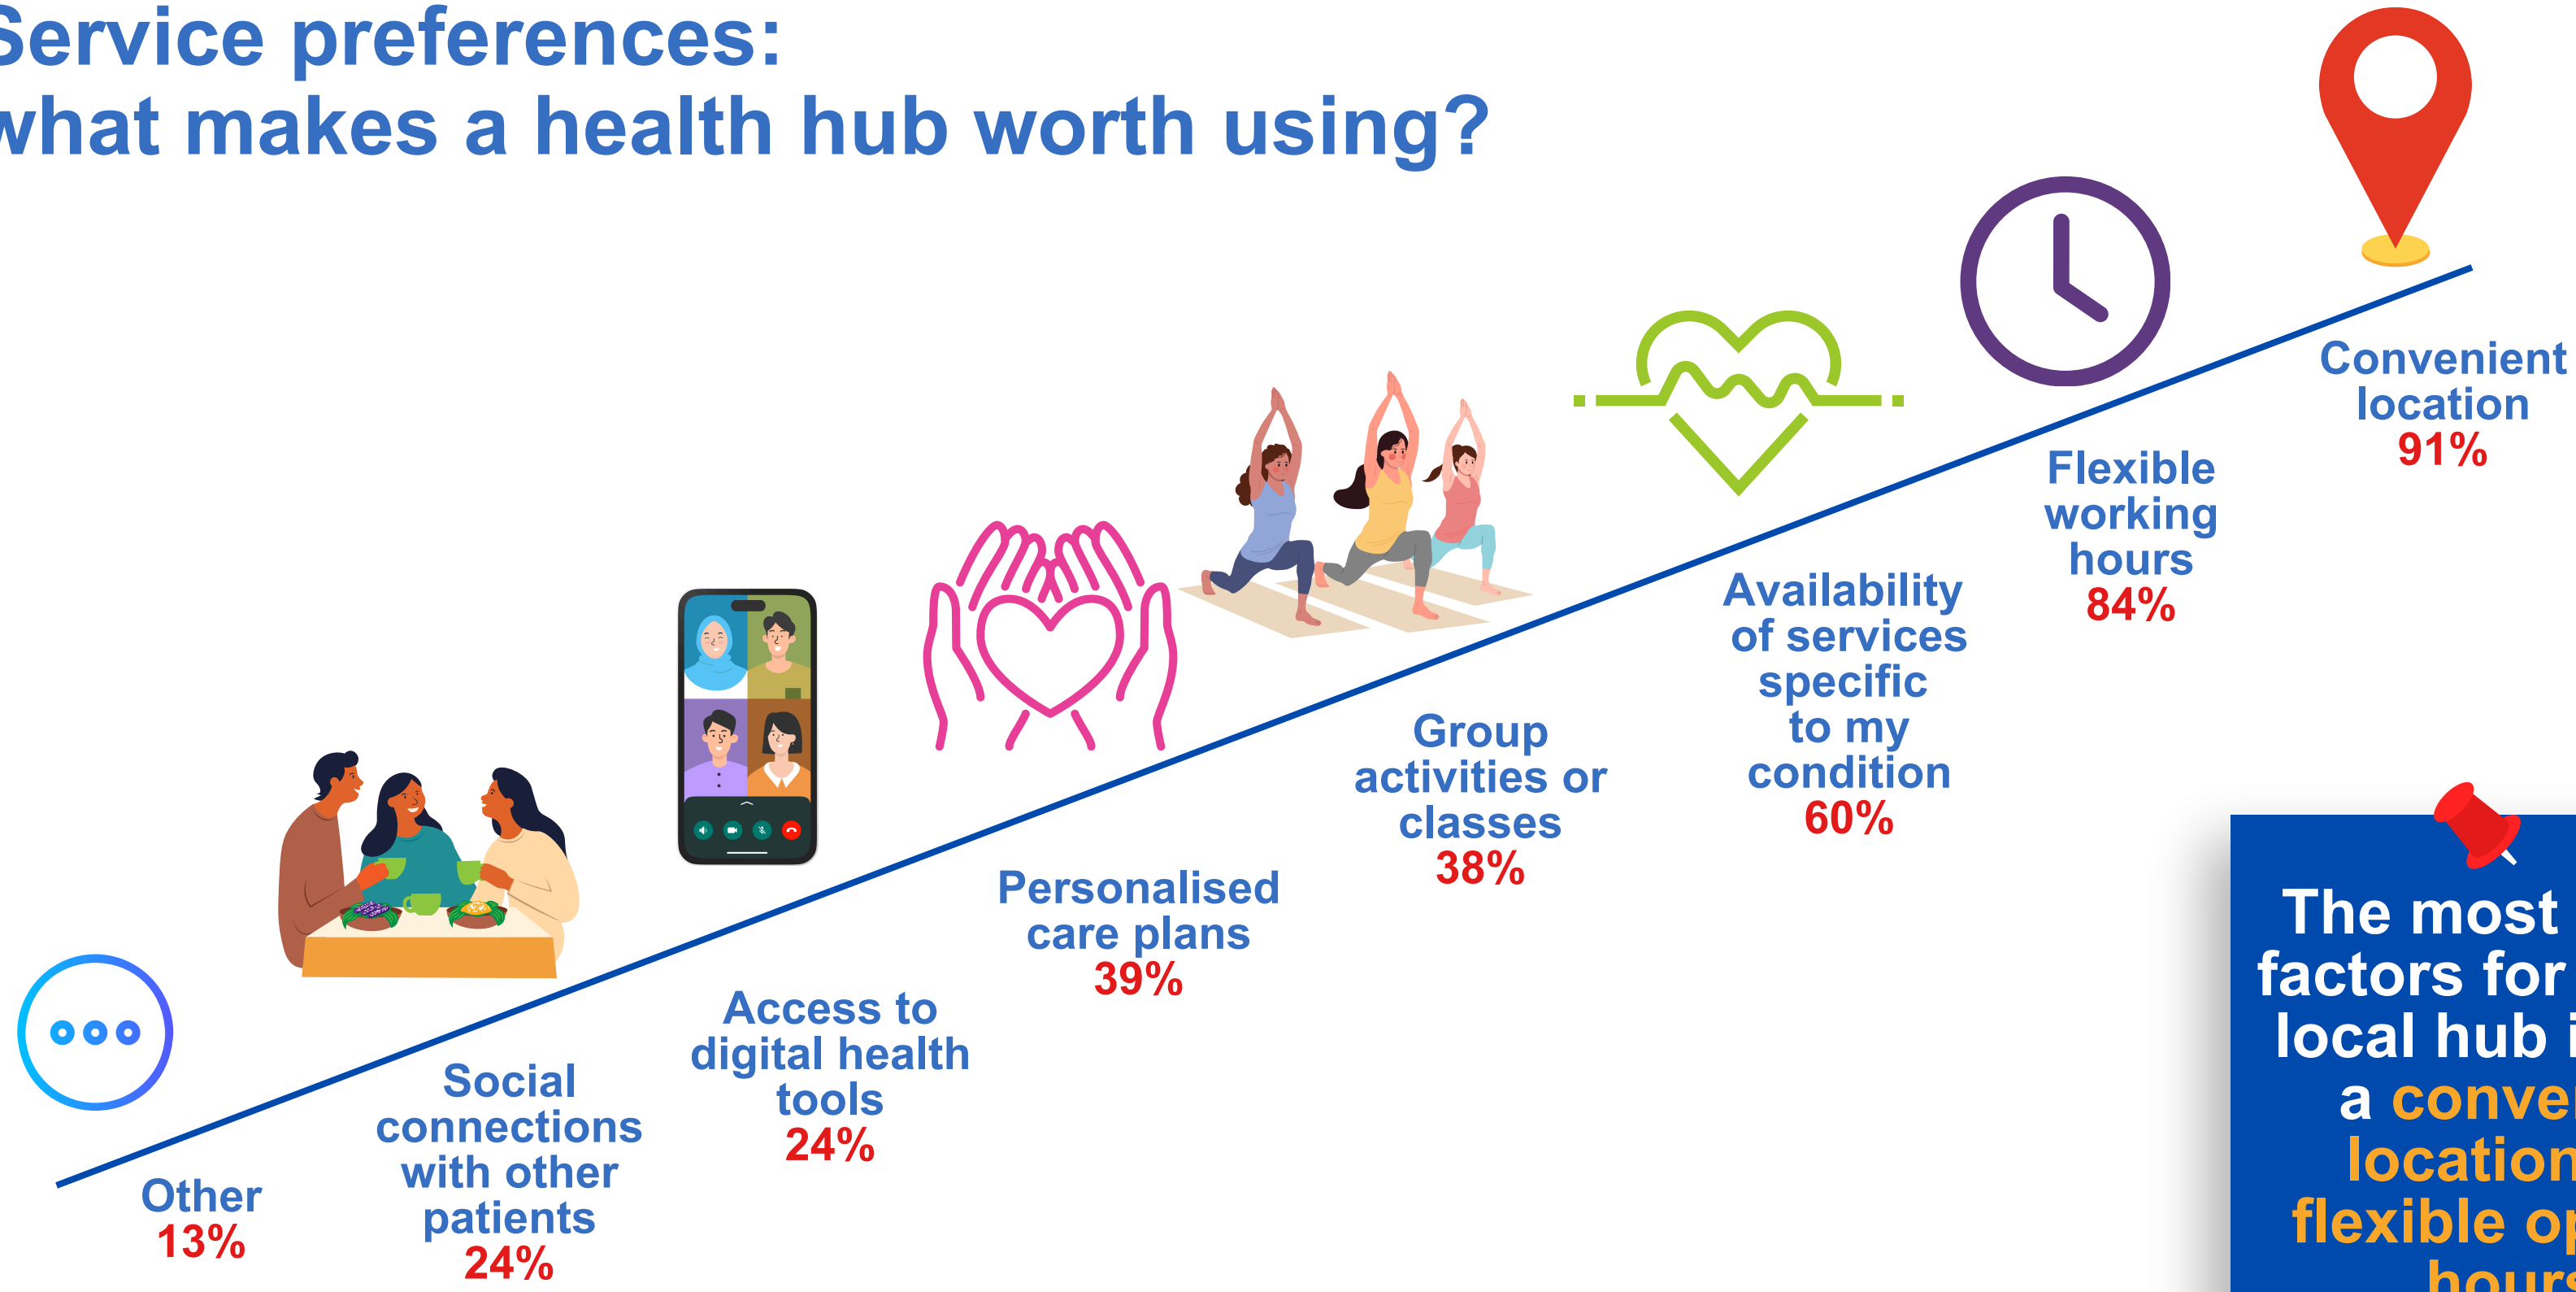 Service preferences:
what makes a health hub worth using?
Convenient
location
91%
Flexible
working
hours
84%
Availability
of services
specific
to my
condition
60%
Group
activities or
classes
38%
Personalised
care plans
39%
Access to
digital health
tools
24%
Social
connections
with other
patients
24%
Other
13%
The most
factors for
local hub
a
location
flexible
hours